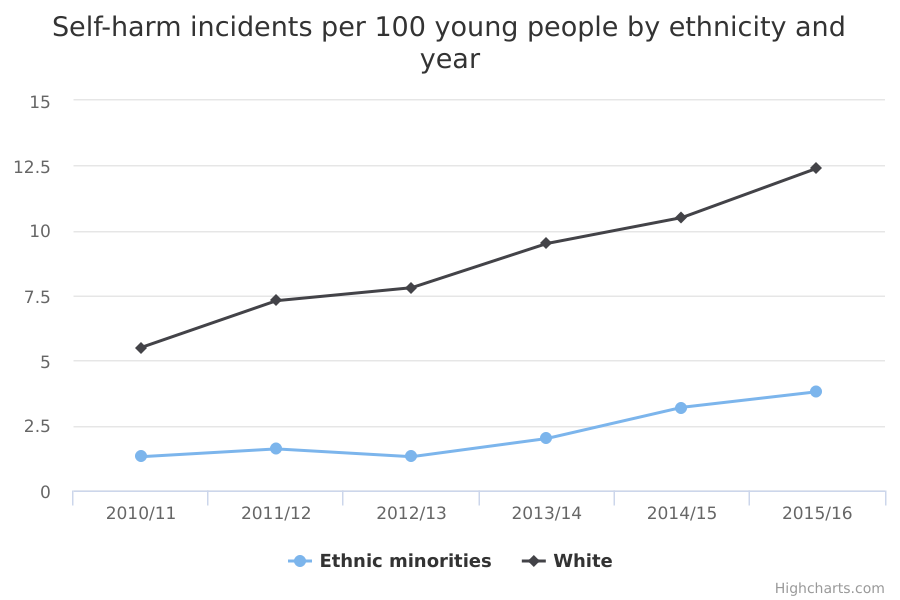 Self-harm incidents per 100 young people by ethnicity and
year
15
12.5
10
7.5
5
2.5
0
2010/11 2011/12 2012/13 2013/14 2014/15 2015/16
Ethnic minorities White
Highcharts.com